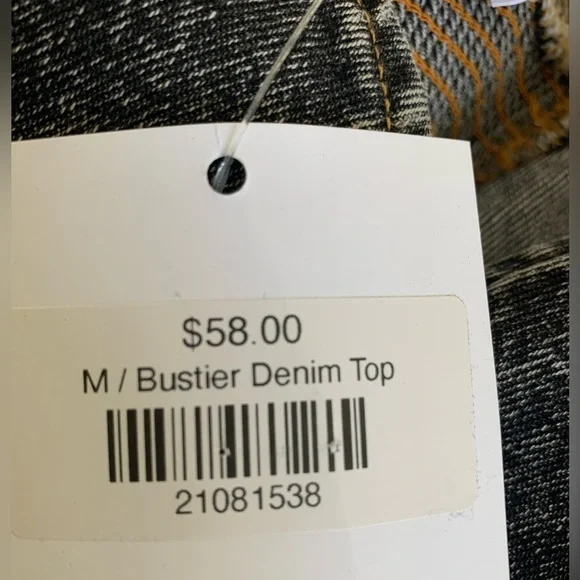 $58.00
M / Bustier Denim Top
21081538